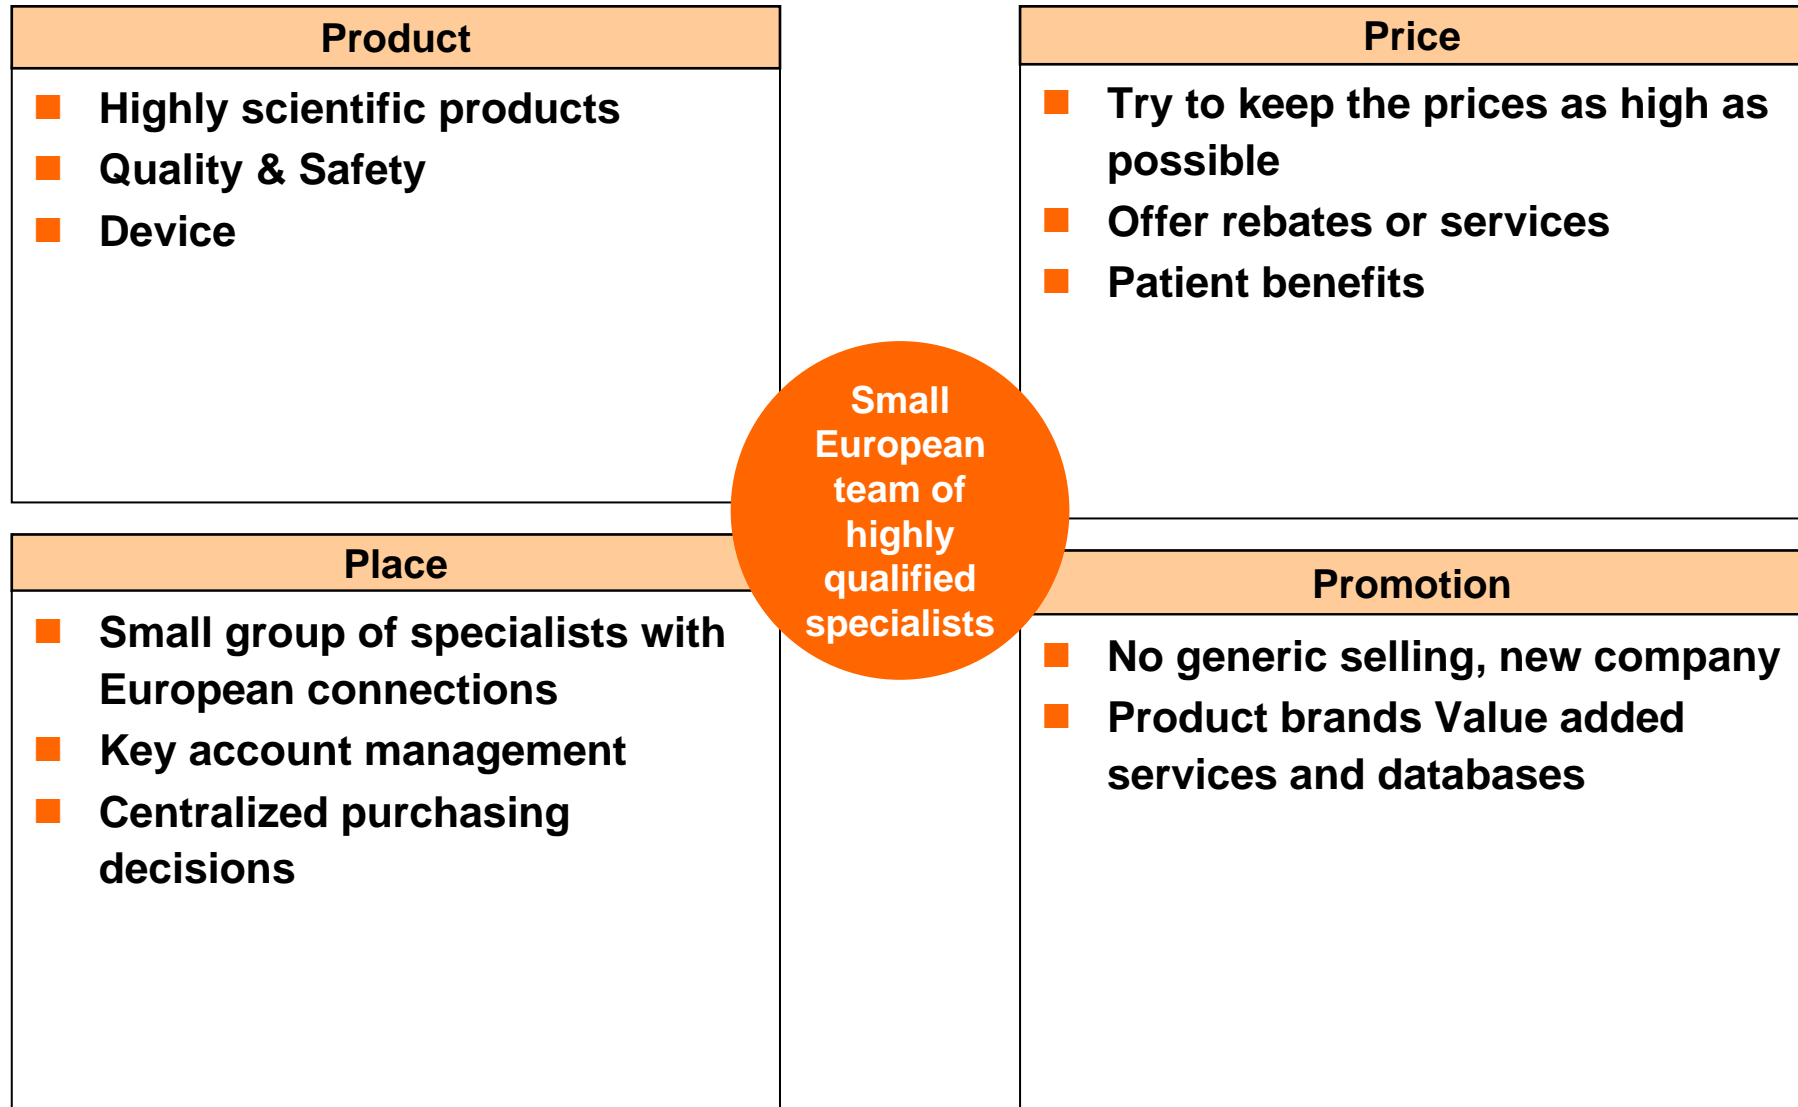 Product
Highly scientific products
Quality & Safety
Device
Price
Try to keep the prices as high as
possible
Offer rebates or services
Patient benefits
Small
European
team of
highly
qualified
specialists
Place
Small group of specialists with
European connections
Key account management
Centralized purchasing
decisions
Promotion
No generic selling, new company
Product brands Value added
services and databases